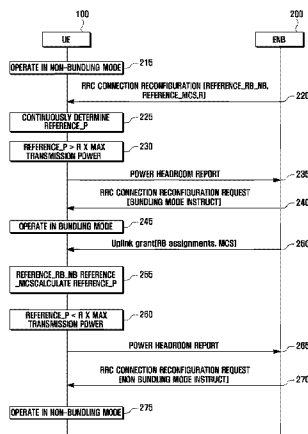 100
200
UE
ENB
OPERATE IN NON-BUNDLING MODE
215
RRC CONNECTION RECONFIGURATION [REFERENCE_RB_NB,
REFERENCE_MCS,R]
220
CONTINUOUSLY DETERMINE
REFERENCE_P
225
REFERENCE_P > R X MAX
TRANSMISSION POWER
230
POWER HEADROOM REPORT
235
RRC CONNECTION RECONFIGURATION REQUEST
[BUNDLING MODE INSTRUCT]
240
OPERATE IN BUNDLING MODE
245
Uplink grant(RB assignments, MCS)
250
REFERENCE_RB_NB REFERENCE
_MCSCALCULATE REFERENCE_P
255
REFERENCE_P < R X MAX
TRANSMISSION POWER
260
POWER HEADROOM REPORT
265
RRC CONNECTION RECONFIGURATION REQUEST
[NON BUNDLING MODE INSTRUCT]
270
OPERATE IN NON-BUNDLING MODE
275